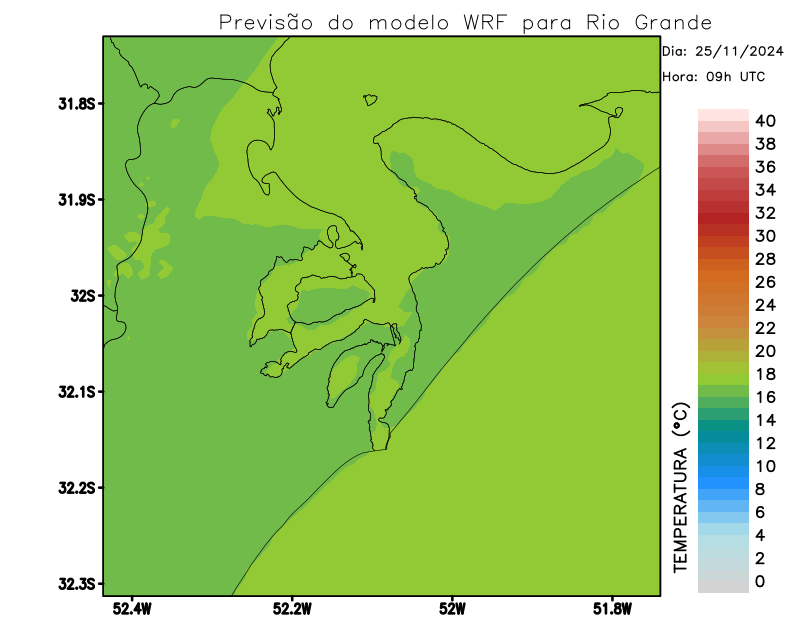 Previsão do modelo WRF para Rio Grande
Dia: 25/11/2024
Hora: 09h UTC
31.8S
31.9S
32S
32.1S
32.2S
32.3S
52.4W
52.2W
52W
51.8W
TEMPERATURA (°C)
40
38
36
34
32
30
28
26
24
22
20
18
16
14
12
10
8
6
4
2
0